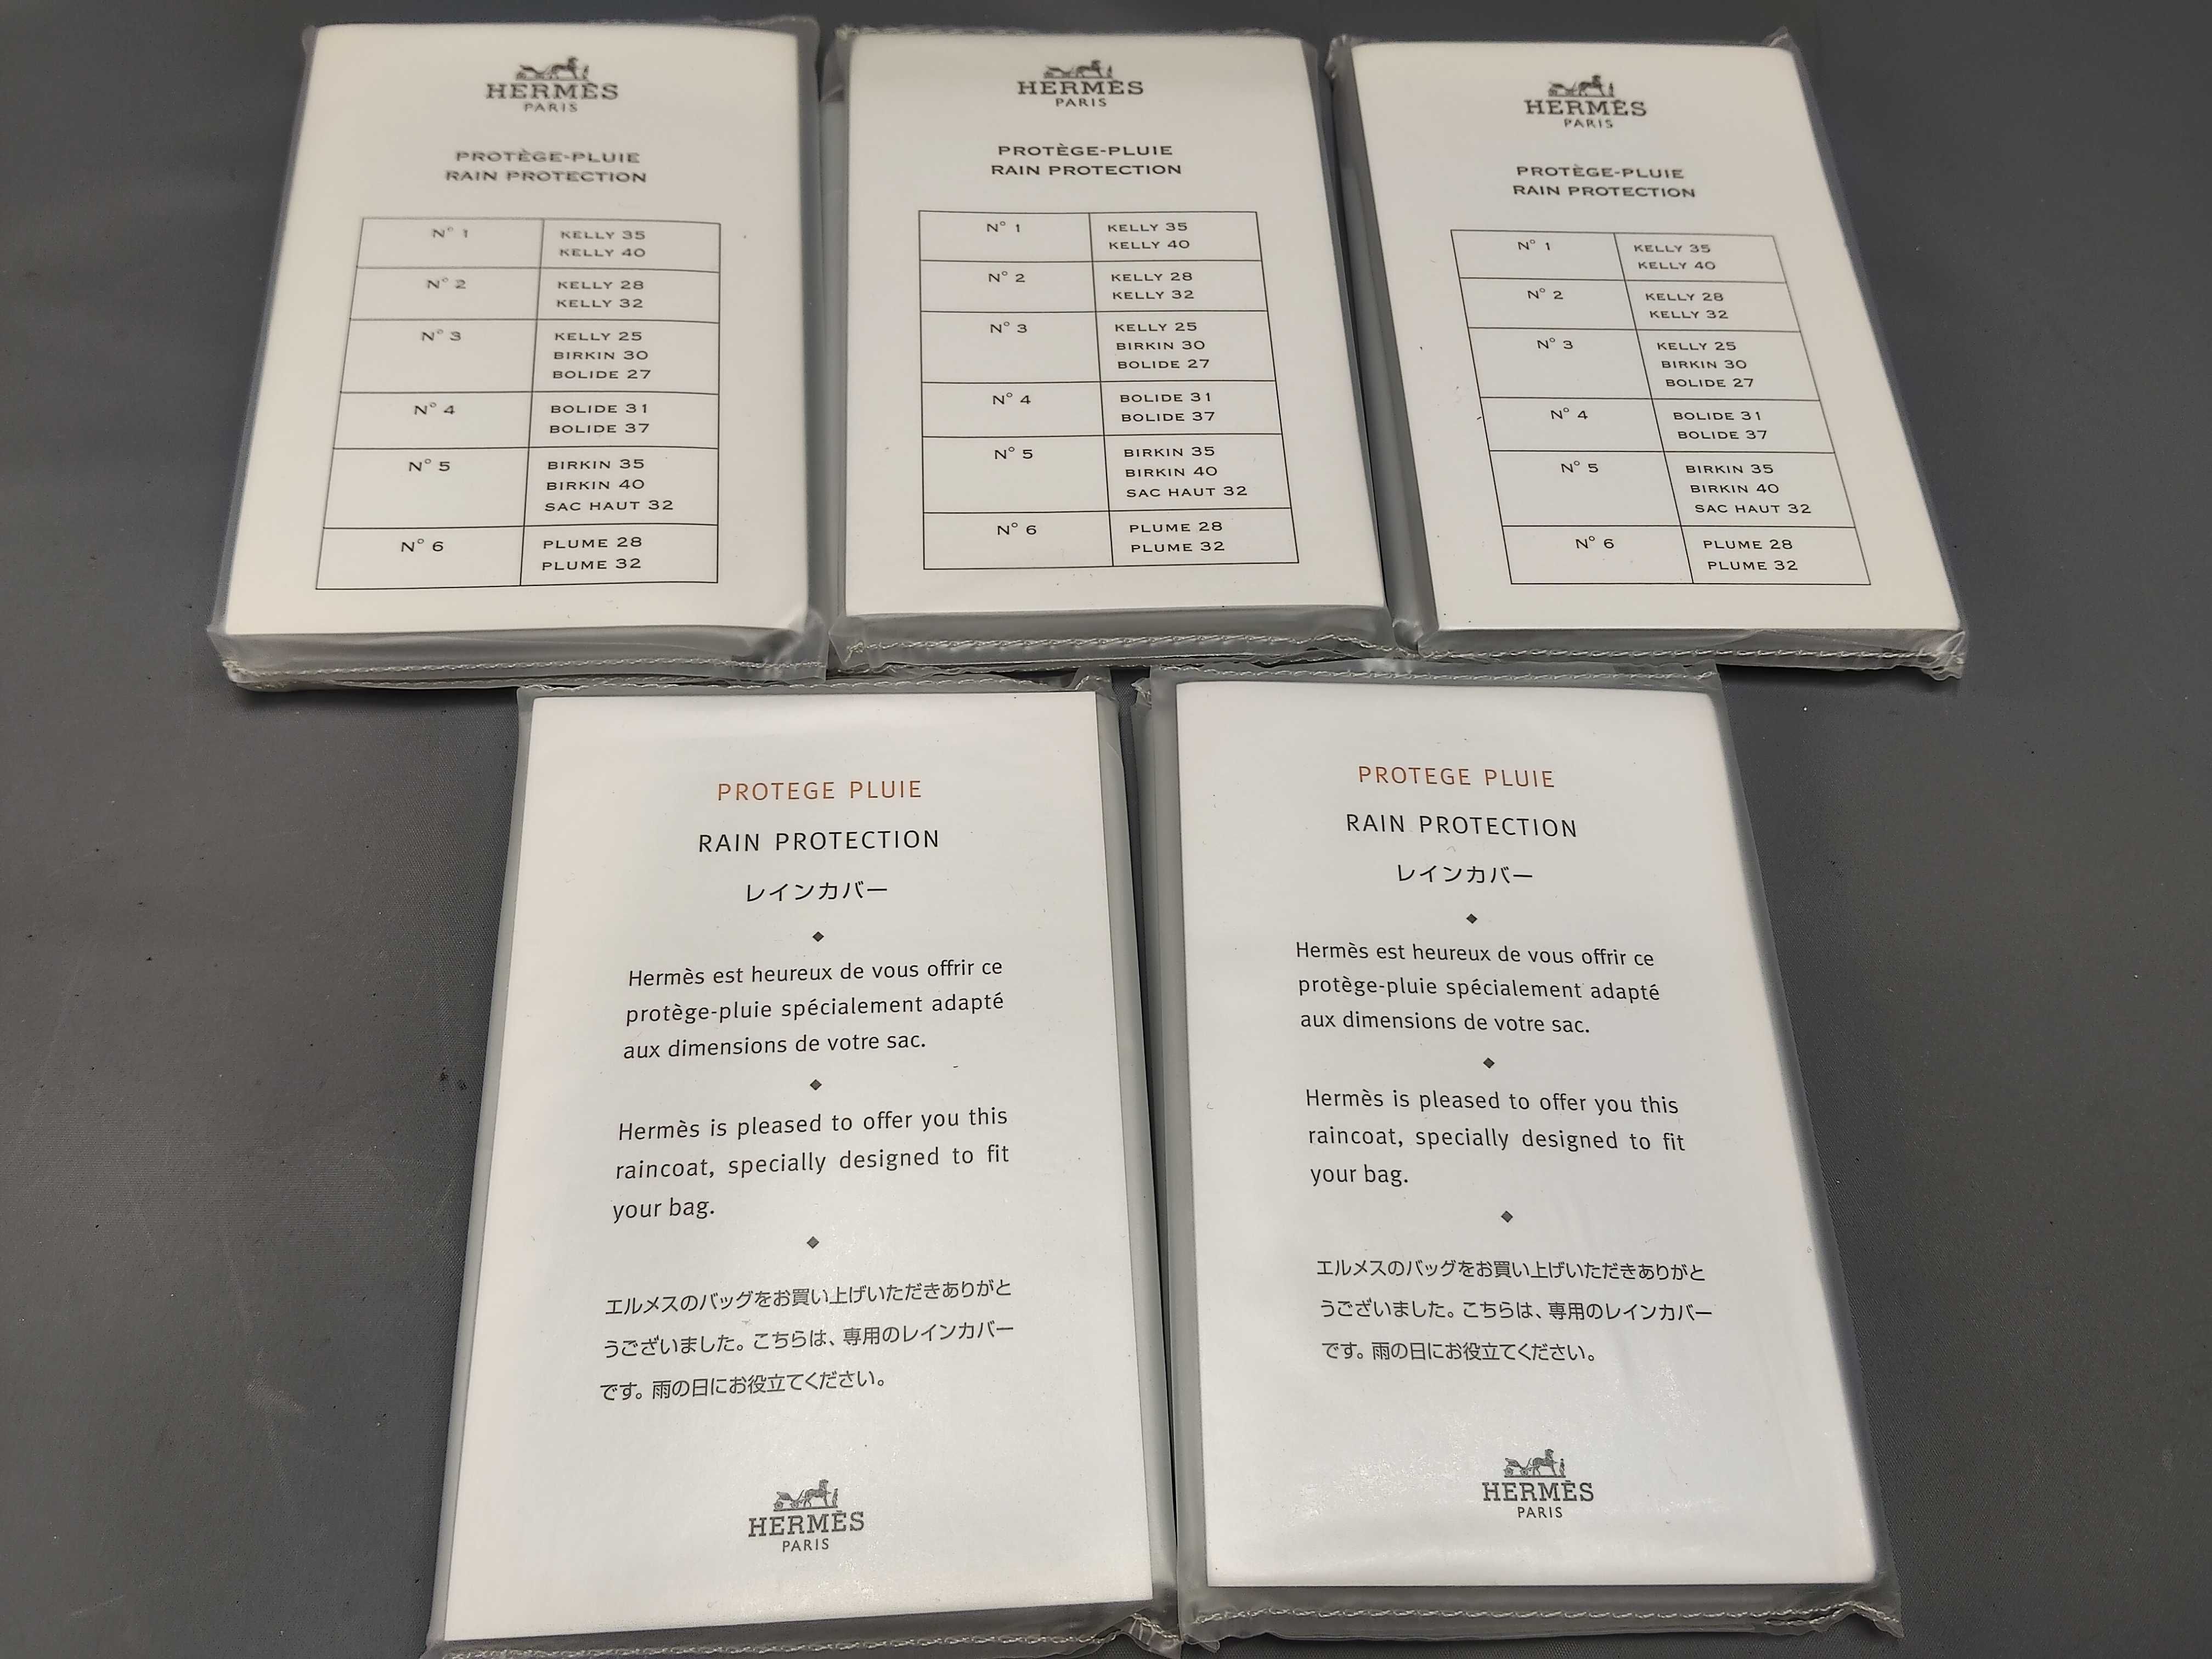 HERMÈS
PARIS
PROTÈGE-PLUIE
RAIN PROTECTION
N° 1 KELLY 35
KELLY 40
N° 2 KELLY 28
KELLY 32
N° 3 KELLY 25
BIRKIN 30
BOLIDE 27
N° 4 BOLIDE 31
BOLIDE 37
N° 5 BIRKIN 35
BIRKIN 40
SAC HAUT 32
N° 6 PLUME 28
PLUME 32
HERMÈS
PARIS
PROTÈGE-PLUIE
RAIN PROTECTION
N° 1 KELLY 35
KELLY 40
N° 2 KELLY 28
KELLY 32
N° 3 KELLY 25
BIRKIN 30
BOLIDE 27
N° 4 BOLIDE 31
BOLIDE 37
N° 5 BIRKIN 35
BIRKIN 40
SAC HAUT 32
N° 6 PLUME 28
PLUME 32
HERMÈS
PARIS
PROTÈGE-PLUIE
RAIN PROTECTION
N° 1 KELLY 35
KELLY 40
N° 2 KELLY 28
KELLY 32
N° 3 KELLY 25
BIRKIN 30
BOLIDE 27
N° 4 BOLIDE 31
BOLIDE 37
N° 5 BIRKIN 35
BIRKIN 40
SAC HAUT 32
N° 6 PLUME 28
PLUME 32
PROTEGE PLUIE
RAIN PROTECTION
レインカバー
Hermès est heureux de vous offrir ce
protège-pluie spécialement adapté
aux dimensions de votre sac.
Hermès is pleased to offer you this
raincoat, specially designed to fit
your bag.
エルメスのバッグをお買い上げいただきありがと
うございました。こちらは、専用のレインカバー
です。雨の日にお役立てください。
HERMÈS
PARIS
PROTEGE PLUIE
RAIN PROTECTION
レインカバー
Hermès est heureux de vous offrir ce
protège-pluie spécialement adapté
aux dimensions de votre sac.
Hermès is pleased to offer you this
raincoat, specially designed to fit
your bag.
エルメスのバッグをお買い上げいただきありがと
うございました。こちらは、専用のレインカバー
です。雨の日にお役立てください。
HERMÈS
PARIS